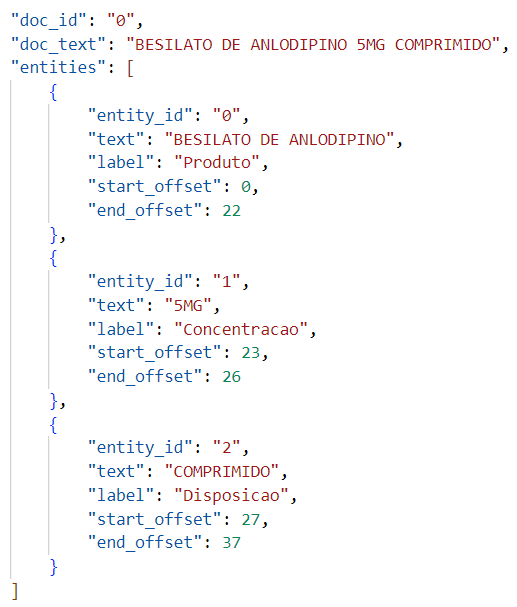 "doc_id": "0",
"doc_text": "BESILATO DE ANLODIPINO 5MG COMPRIMIDO",
"entities": [
{
"entity_id": "0",
"text": "BESILATO DE ANLODIPINO",
"label": "Produto",
"start_offset": 0,
"end_offset": 22
},
{
"entity_id": "1",
"text": "5MG",
"label": "Concentracao",
"start_offset": 23,
"end_offset": 26
},
{
"entity_id": "2",
"text": "COMPRIMIDO",
"label": "Disposicao",
"start_offset": 27,
"end_offset": 37
}
]